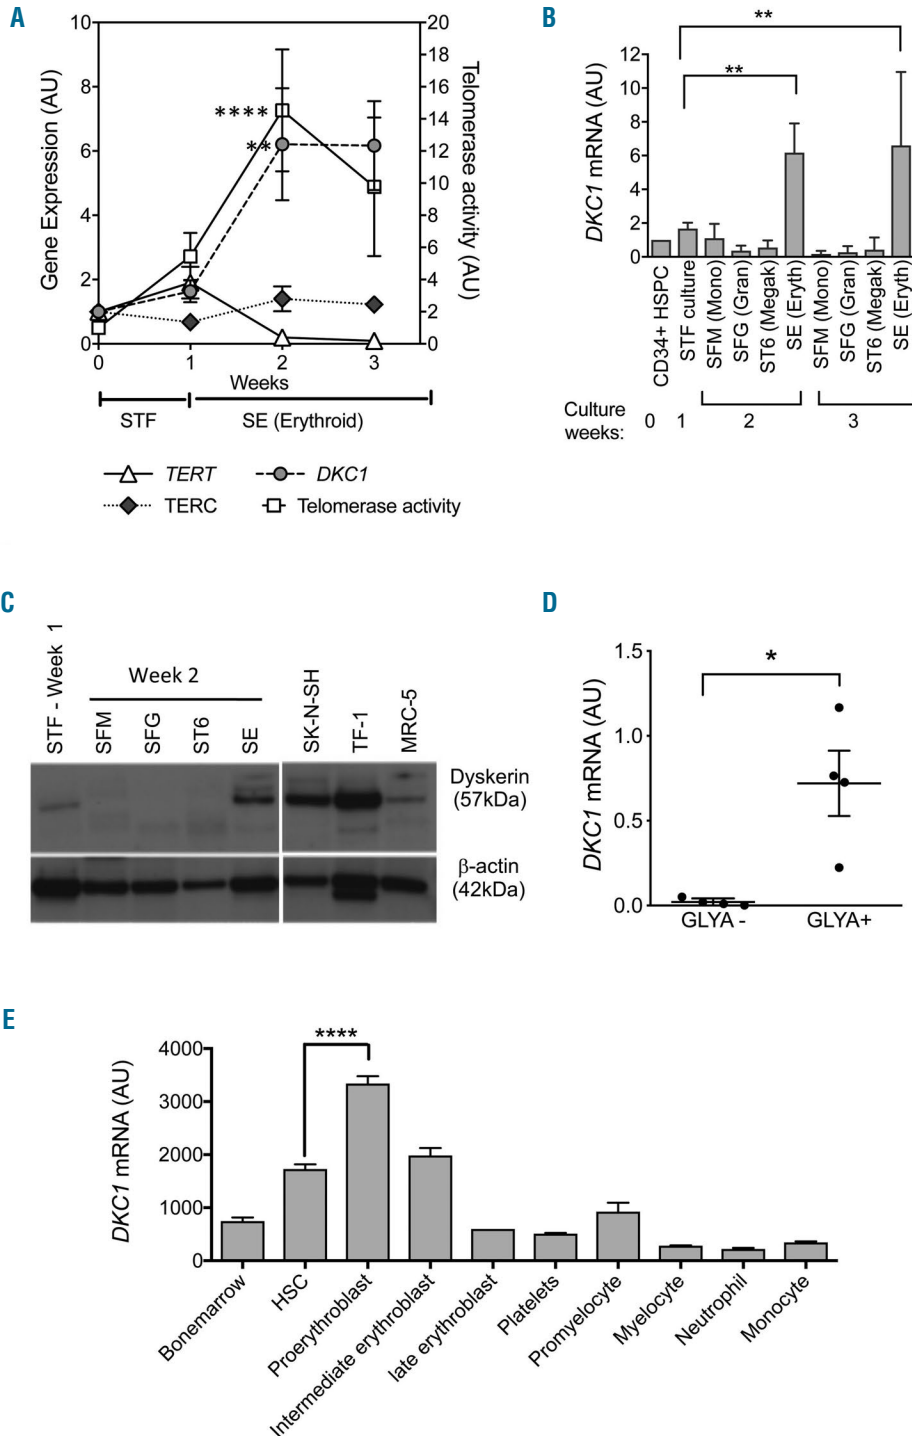 A
10
8
6
4
2
0
Gene Expression (AU)
20
18
16
14
12
10
8
6
4
2
0
Telomerase activity
(AU)
****
**
0 1 2 3
Weeks
STF SE (Erythroid)
TERT DKC1
TERC Telomerase activity
B
**
**
12
10
8
6
4
2
0
DKC1 mRNA (AU)
CD34+ HSPC
STF culture
SFM (Mono)
SFG (Gran)
ST6 (Megak)
SE (Eryth)
SFM (Mono)
SFG (Gran)
ST6 (Megak)
SE (Eryth)
Culture
weeks: 0 1 2 3
C
STF - Week 1
Week 2
SFM
SFG
ST6
SE
SK-N-SH
TF-1
MRC-5
Dyskerin
(57kDa)
β-actin
(42kDa)
D
1.5
1.0
0.5
0.0
DKC1 mRNA (AU)
*
GLYA - GLYA+
E
4000
3000
2000
1000
0
DKC1 mRNA (AU)
****
Bonemarrow
HSC
Proerythroblast
Intermediate erythroblast
late erythroblast
Platelets
Promyelocyte
Myelocyte
Neutrophil
Monocyte